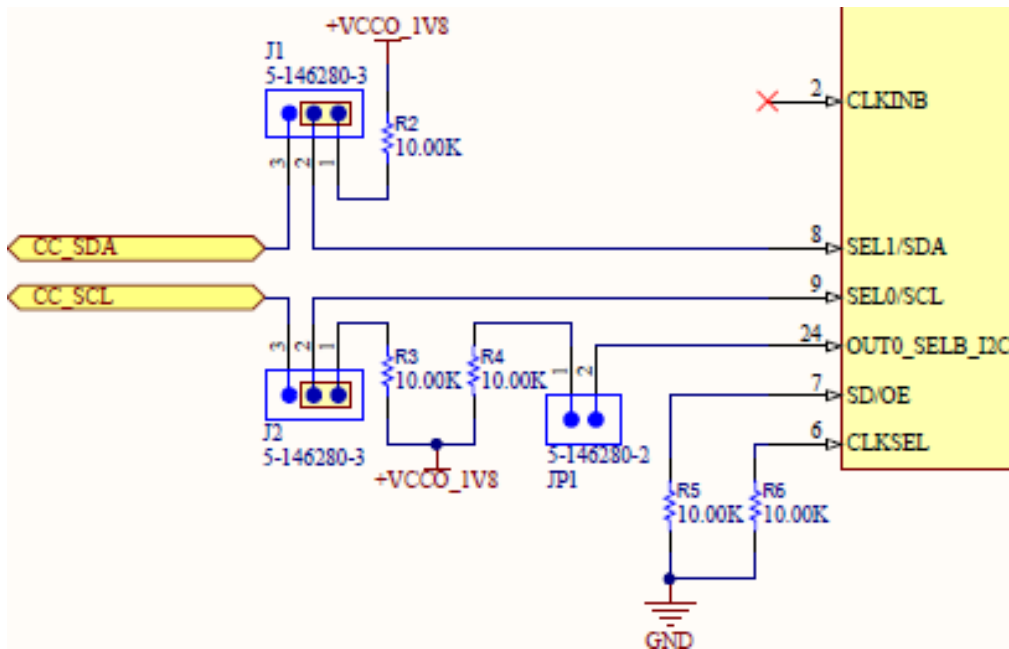 +VCCO_1V8
J1
5-146280-3
R2
10.00K
3
2
1
2
CLKINB
CC_SDA
8
SEL1/SDA
CC_SCL
9
SEL0/SCL
3
2
1
R3
10.00K
R4
10.00K
1
2
24
OUT0_SELB_I2C
7
SD/OE
6
CLKSEL
J2
5-146280-3
+VCCO_1V8
5-146280-2
JP1
R5
10.00K
R6
10.00K
GND